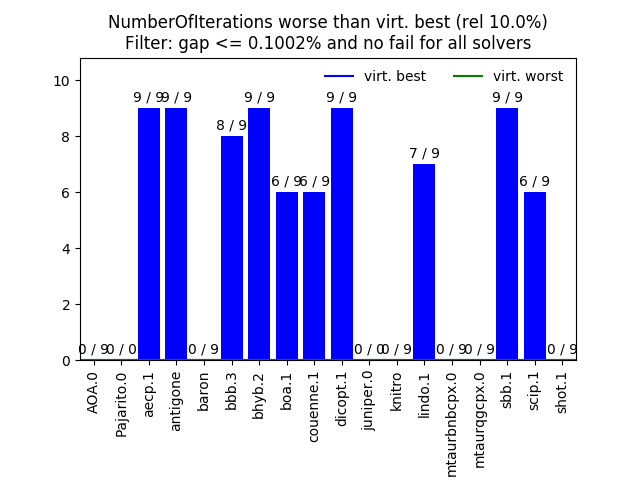 NumberOfIterations worse than virt. best (rel 10.0%)
Filter: gap <= 0.1002% and no fail for all solvers
virt. best
virt. worst
10
8
6
4
2
0
0 / 9
0 / 0
9 / 9
9 / 9
0 / 9
8 / 9
9 / 9
6 / 9
6 / 9
9 / 9
0 / 0
0 / 9
7 / 9
0 / 9
0 / 9
9 / 9
6 / 9
0 / 9
AOA.0
Pajarito.0
aecp.1
antigone
baron
bbb.3
bhyb.2
boa.1
couenne.1
dicopt.1
juniper.0
knitro
lindo.1
mtaurbnbcpx.0
mtaurqgcpx.0
sbb.1
scip.1
shot.1